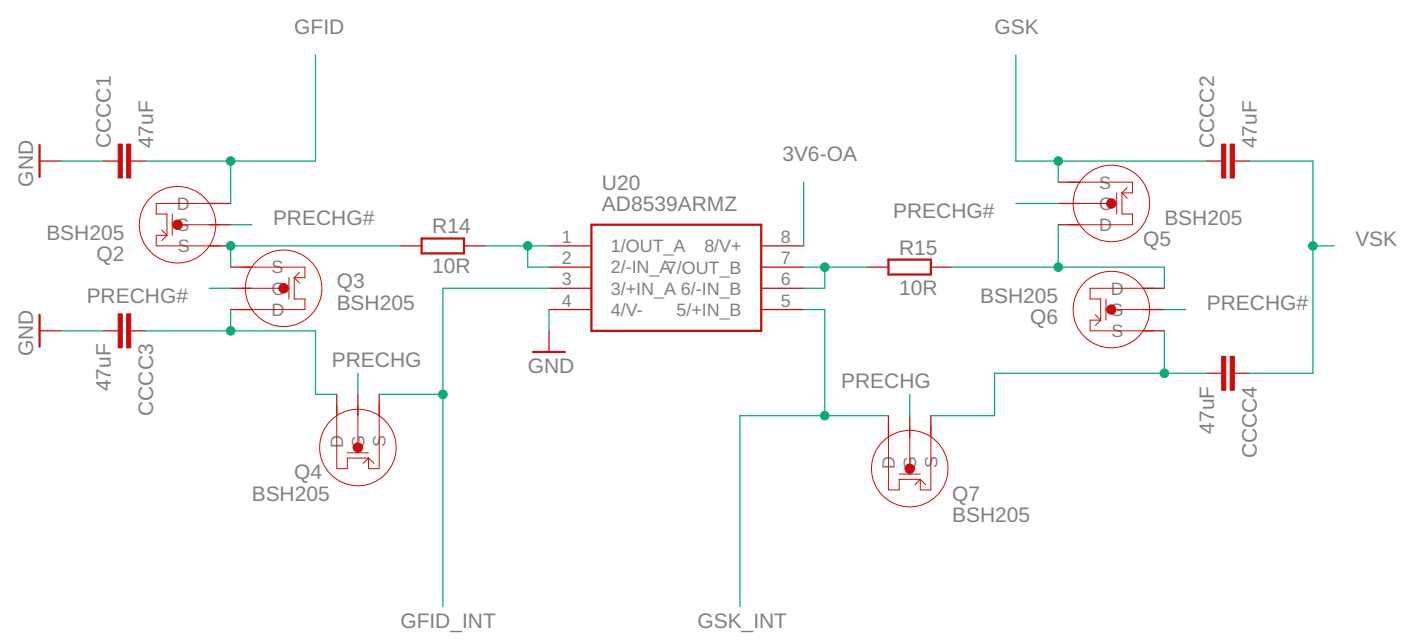 GFID
GSK
CCCC1
47uF
CCCC2
47uF
GND
3V6-OA
U20
AD8539ARMZ
D
G
S
BSH205
Q2
PRECHG#
PRECHG#
S
G
D
BSH205
Q5
R14
10R
1 1/OUT_A 8/V+ 8
2 2/-IN_A 7/OUT_B 7
3 3/+IN_A 6/-IN_B 6
4 4/V- 5/+IN_B 5
R15
10R
VSK
PRECHG#
S
G
D
Q3
BSH205
BSH205
Q6
D
G
S
PRECHG#
GND
47uF
CCCC3
GND
PRECHG
PRECHG
47uF
CCCC4
D
G
S
Q4
BSH205
D
G
S
Q7
BSH205
GFID_INT
GSK_INT